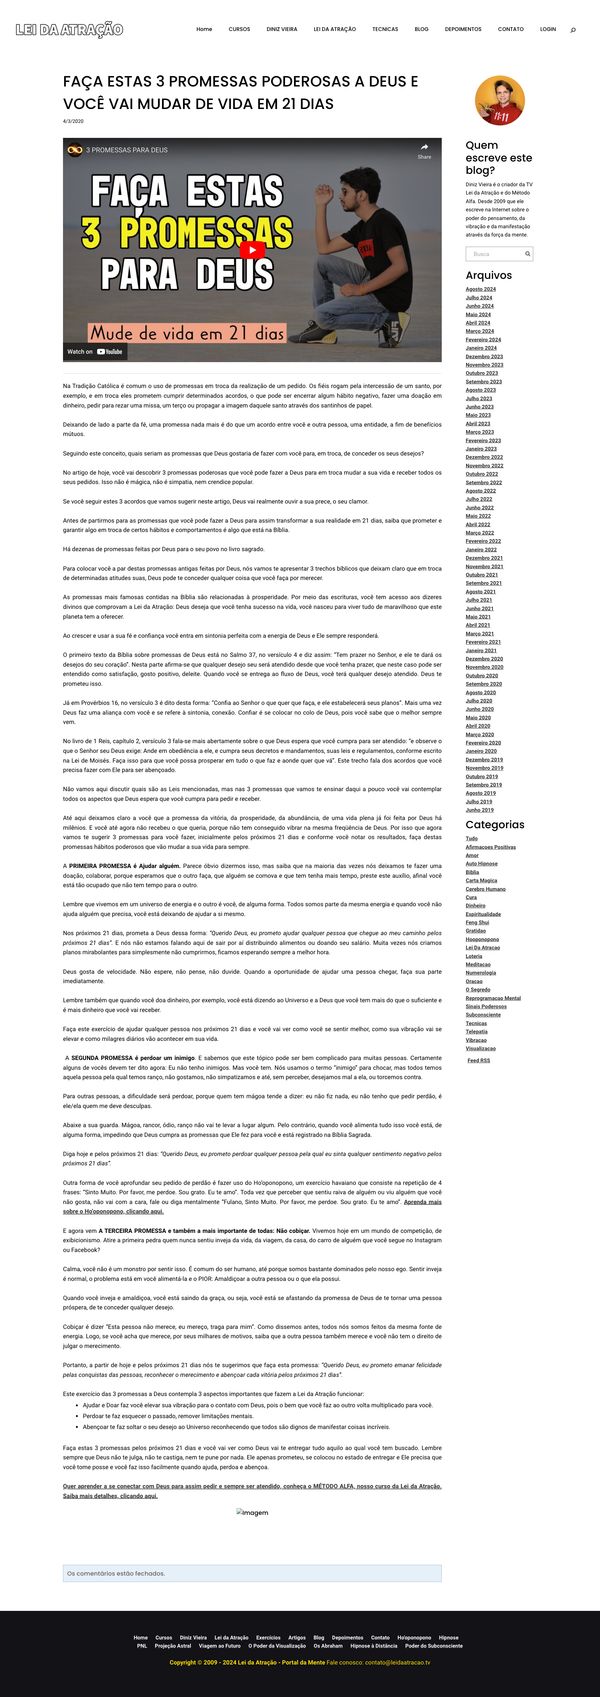 LEI DA ATRAÇÃO
Home CURSOS DINIZ VIEIRA LEI DA ATRAÇÃO TECNICAS BLOG DEPOIMENTOS CONTATO LOGIN
FAÇA ESTAS 3 PROMESSAS PODEROSAS A DEUS E
VOCÊ VAI MUDAR DE VIDA EM 21 DIAS
4/3/2020
3 PROMESSAS PARA DEUS
Share
FAÇA ESTAS
3 PROMESSAS
PARA DEUS
Mude de vida em 21 dias
Watch on YouTube
Na Tradição Católica é comum o uso de promessas em troca da realização de um pedido. Os fiéis rogam pela intercessão de um santo, por
exemplo, e em troca eles prometem cumprir determinados acordos, o que pode ser encerrar algum hábito negativo, fazer uma doação em
dinheiro, pedir para rezar uma missa, um terço ou propagar a imagem daquele santo através dos santinhos de papel.
Deixando de lado a parte da fé, uma promessa nada mais é do que um acordo entre você e outra pessoa, uma entidade, a fim de benefícios
mútuos.
Seguindo este conceito, quais seriam as promessas que Deus gostaria de fazer com você para, em troca, de conceder os seus desejos?
No artigo de hoje, você vai descobrir 3 promessas poderosas que você pode fazer a Deus para em troca mudar a sua vida e receber todos os
seus pedidos. Isso não é mágica, não é simpatia, nem crendice popular.
Se você seguir estes 3 acordos que vamos sugerir neste artigo, Deus vai realmente ouvir a sua prece, o seu clamor.
Antes de partirmos para as promessas que você pode fazer a Deus para assim transformar a sua realidade em 21 dias, saiba que prometer e
garantir algo em troca de hábitos e comportamentos é algo que está na Bíblia.
Há dezenas de promessas feitas por Deus para o seu povo no livro sagrado.
Para colocar você a par destas promessas antigas feitas por Deus, nós vamos te apresentar 3 trechos bíblicos que deixam claro que em troca
de determinadas atitudes suas, Deus pode te conceder qualquer coisa que você faça por merecer.
As promessas mais famosas contidas na Bíblia são relacionadas à prosperidade. Por meio das escrituras, você tem acesso aos dizeres
divinos que comprovam a Lei da Atração: Deus deseja que você tenha sucesso na vida, você nasceu para viver tudo de maravilhoso que este
planeta tem a oferecer.
Ao crescer e usar a sua fé e confiança você entra em sintonia perfeita com a energia de Deus e Ele sempre responderá.
O primeiro texto da Bíblia sobre promessas de Deus está no Salmo 37, no versículo 4 e diz assim: “Tem prazer no Senhor, e ele te dará os
desejos do seu coração”. Nesta parte afirma-se que qualquer desejo seu será atendido desde que você tenha prazer, que neste caso pode ser
entendido como satisfação, gosto positivo, deleite. Quando você se entrega ao fluxo de Deus, você terá qualquer desejo atendido. Deus te
prometeu isso.
Já em Provérbios 16, no versículo 3 é dito desta forma: “Confia ao Senhor o que quer que faça, e ele estabelecerá seus planos”. Mais uma vez
Deus faz uma aliança com você e se refere à sintonia, conexão. Confiar é se colocar no colo de Deus, pois você sabe que o melhor sempre
vem.
No livro de 1 Reis, capítulo 2, versículo 3 fala-se mais abertamente sobre o que Deus espera que você cumpra para ser atendido: “e observe o
que o Senhor seu Deus exige: Ande em obediência a ele, e cumpra seus decretos e mandamentos, suas leis e regulamentos, conforme escrito
na Lei de Moisés. Faça isso para que você possa prosperar em tudo o que faz e aonde quer que vá”. Este trecho fala dos acordos que você
precisa fazer com Ele para ser abençoado.
Não vamos aqui discutir quais são as Leis mencionadas, mas nas 3 promessas que vamos te ensinar daqui a pouco você vai contemplar
todos os aspectos que Deus espera que você cumpra para pedir e receber.
Até aqui deixamos claro a você que a promessa da vitória, da prosperidade, da abundância, de uma vida plena já foi feita por Deus há
milênios. E você até agora não recebeu o que queria, porque não tem conseguido vibrar na mesma freqüência de Deus. Por isso que agora
vamos te sugerir 3 promessas para você fazer, inicialmente pelos próximos 21 dias e conforme você notar os resultados, faça destas
promessas hábitos poderosos que vão mudar a sua vida para sempre.
A PRIMEIRA PROMESSA é Ajudar alguém. Parece óbvio dizermos isso, mas saiba que na maioria das vezes nós deixamos te fazer uma
doação, colaborar, porque esperamos que o outro faça, que alguém se comova e que tem tenha mais tempo, preste este auxílio, afinal você
está tão ocupado que não tem tempo para o outro.
Lembre que vivemos em um universo de energia e o outro é você, de alguma forma. Todos somos parte da mesma energia e quando você não
ajuda alguém que precisa, você está deixando de ajudar a si mesmo.
Nos próximos 21 dias, prometa a Deus dessa forma: “Querido Deus, eu prometo ajudar qualquer pessoa que chegue ao meu caminho pelos
próximos 21 dias”. E nós não estamos falando aqui de sair por aí distribuindo alimentos ou doando seu salário. Muita vezes nós criamos
planos mirabolantes para simplesmente não cumprirmos, ficamos esperando sempre a melhor hora.
Deus gosta de velocidade. Não espere, não pense, não duvide. Quando a oportunidade de ajudar uma pessoa chegar, faça sua parte
imediatamente.
Lembre também que quando você doa dinheiro, por exemplo, você está dizendo ao Universo e a Deus que você tem mais do que o suficiente e
é mais dinheiro que você vai receber.
Faça este exercício de ajudar qualquer pessoa nos próximos 21 dias e você vai ver como você se sentir melhor, como sua vibração vai se
elevar e como milagres diários vão acontecer em sua vida.
A SEGUNDA PROMESSA é perdoar um inimigo. E sabemos que este tópico pode ser bem complicado para muitas pessoas. Certamente
alguns de vocês devem ter dito agora: Eu não tenho inimigos. Mas você tem. Nós usamos o termo “inimigo” para chocar, mas todos temos
aquela pessoa pela qual temos ranço, não gostamos, não simpatizamos e até, sem perceber, desejamos mal a ela, ou torcemos contra.
Para outras pessoas, a dificuldade será perdoar, porque quem tem mágoa tende a dizer: eu não fiz nada, eu não tenho que pedir perdão, é
ele/ela quem me deve desculpas.
Abaixe a sua guarda. Mágoa, rancor, ódio, ranço não vai te levar a lugar algum. Pelo contrário, quando você alimenta tudo isso você está, de
alguma forma, impedindo que Deus cumpra as promessas que Ele fez para você e está registrado na Bíblia Sagrada.
Diga hoje e pelos próximos 21 dias: “Querido Deus, eu prometo perdoar qualquer pessoa pela qual eu sinta qualquer sentimento negativo pelos
próximos 21 dias”.
Outra forma de você aprofundar seu pedido de perdão é fazer uso do Ho’oponopono, um exercício havaiano que consiste na repetição de 4
frases: “Sinto Muito. Por favor, me perdoe. Sou grato. Eu te amo”. Toda vez que perceber que sentiu raiva de alguém ou viu alguém que você
não gosta, não vai com a cara, fale ou diga mentalmente “Fulano, Sinto Muito. Por favor, me perdoe. Sou grato. Eu te amo”. Aprenda mais
sobre o Ho'oponopono, clicando aqui.
E agora vem A TERCEIRA PROMESSA e também a mais importante de todas: Não cobiçar. Vivemos hoje em um mundo de competição, de
exibicionismo. Atire a primeira pedra quem nunca sentiu inveja da vida, da viagem, da casa, do carro de alguém que você segue no Instagram
ou Facebook?
Calma, você não é um monstro por sentir isso. É comum do ser humano, até porque somos bastante dominados pelo nosso ego. Sentir inveja
é normal, o problema está em você alimentá-la e o PIOR: Amaldiçoar a outra pessoa ou o que ela possui.
Quando você inveja e amaldiçoa, você está saindo da graça, ou seja, você está se afastando da promessa de Deus de te tornar uma pessoa
próspera, de te conceder qualquer desejo.
Cobiçar é dizer “Esta pessoa não merece, eu mereço, traga para mim”. Como dissemos antes, todos nós somos feitos da mesma fonte de
energia. Logo, se você acha que merece, por seus milhares de motivos, saiba que a outra pessoa também merece e você não tem o direito de
julgar o merecimento.
Portanto, a partir de hoje e pelos próximos 21 dias nós te sugerimos que faça esta promessa: “Querido Deus, eu prometo emanar felicidade
pelas conquistas das pessoas, reconhecer o merecimento e abençoar cada vitória pelos próximos 21 dias”.
Este exercício das 3 promessas a Deus contempla 3 aspectos importantes que fazem a Lei da Atração funcionar:
• Ajudar e Doar faz você elevar sua vibração para o contato com Deus, pois o bem que você faz ao outro volta multiplicado para você.
• Perdoar te faz esquecer o passado, remover limitações mentais.
• Abençoar te faz soltar o seu desejo ao Universo reconhecendo que todos são dignos de manifestar coisas incríveis.
Faça estas 3 promessas pelos próximos 21 dias e você vai ver como Deus vai te entregar tudo aquilo ao qual você tem buscado. Lembre
sempre que Deus não te julga, não te castiga, nem te pune por nada. Ele apenas prometeu, se colocou no estado de entregar e Ele precisa que
você tome posse e você faz isso facilmente quando ajuda, perdoa e abençoa.
Quer aprender a se conectar com Deus para assim pedir e sempre ser atendido, conheça o MÉTODO ALFA, nosso curso da Lei da Atração.
Saiba mais detalhes, clicando aqui.
Imagem
Os comentários estão fechados.
11:11
Quem
escreve este
blog?
Diniz Vieira é o criador da TV
Lei da Atração e do Método
Alfa. Desde 2009 que ele
escreve na Internet sobre o
poder do pensamento, da
vibração e da manifestação
através da força da mente.
Busca
Arquivos
Agosto 2024
Julho 2024
Junho 2024
Maio 2024
Abril 2024
Março 2024
Fevereiro 2024
Janeiro 2024
Dezembro 2023
Novembro 2023
Outubro 2023
Setembro 2023
Agosto 2023
Julho 2023
Junho 2023
Maio 2023
Abril 2023
Março 2023
Fevereiro 2023
Janeiro 2023
Dezembro 2022
Novembro 2022
Outubro 2022
Setembro 2022
Agosto 2022
Julho 2022
Junho 2022
Maio 2022
Abril 2022
Março 2022
Fevereiro 2022
Janeiro 2022
Dezembro 2021
Novembro 2021
Outubro 2021
Setembro 2021
Agosto 2021
Julho 2021
Junho 2021
Maio 2021
Abril 2021
Março 2021
Fevereiro 2021
Janeiro 2021
Dezembro 2020
Novembro 2020
Outubro 2020
Setembro 2020
Agosto 2020
Julho 2020
Junho 2020
Maio 2020
Abril 2020
Março 2020
Fevereiro 2020
Janeiro 2020
Dezembro 2019
Novembro 2019
Outubro 2019
Setembro 2019
Agosto 2019
Julho 2019
Junho 2019
Categorias
Tudo
Afirmacoes Positivas
Amor
Auto Hipnose
Biblia
Carta Magica
Cerebro Humano
Cura
Dinheiro
Espiritualidade
Feng Shui
Gratidao
Hooponopono
Lei Da Atracao
Loteria
Meditacao
Numerologia
Oracao
O Segredo
Reprogramacao Mental
Sinais Poderosos
Subconsciente
Tecnicas
Telepatia
Vibracao
Visualizacao
Feed RSS
Home Cursos Diniz Vieira Lei da Atração Exercícios Artigos Blog Depoimentos Contato Ho'oponopono Hipnose
PNL Projeção Astral Viagem ao Futuro O Poder da Visualização Os Abraham Hipnose à Distância Poder do Subconsciente
Copyright © 2009 - 2024 Lei da Atração - Portal da Mente Fale conosco: contato@leidaatracao.tv